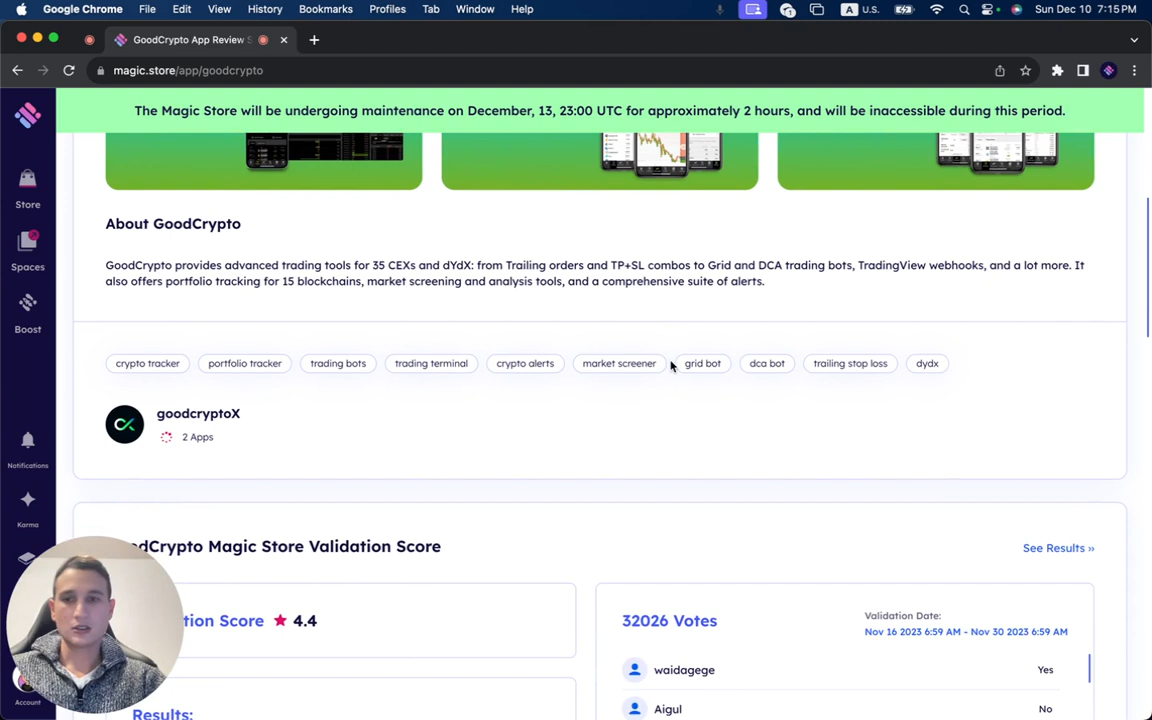 Google Chrome File Edit View History Bookmarks Profiles Tab Window Help A U.S. Sun Dec 10 7:15 PM
GoodCrypto App Review S
magic.store/app/goodcrypto
The Magic Store will be undergoing maintenance on December, 13, 23:00 UTC for approximately 2 hours, and will be inaccessible during this period.
Store
Spaces
Boost
Notifications
Karma
Account
About GoodCrypto
GoodCrypto provides advanced trading tools for 35 CEXs and dYdX: from Trailing orders and TP+SL combos to Grid and DCA trading bots, TradingView webhooks, and a lot more. It
also offers portfolio tracking for 15 blockchains, market screening and analysis tools, and a comprehensive suite of alerts.
crypto tracker portfolio tracker trading bots trading terminal crypto alerts market screener grid bot dca bot trailing stop loss dydx
goodcryptoX
2 Apps
dCrypto Magic Store Validation Score
See Results ››
tion Score ★ 4.4
Results:
32026 Votes
Validation Date:
Nov 16 2023 6:59 AM - Nov 30 2023 6:59 AM
waidagege Yes
Aigul No